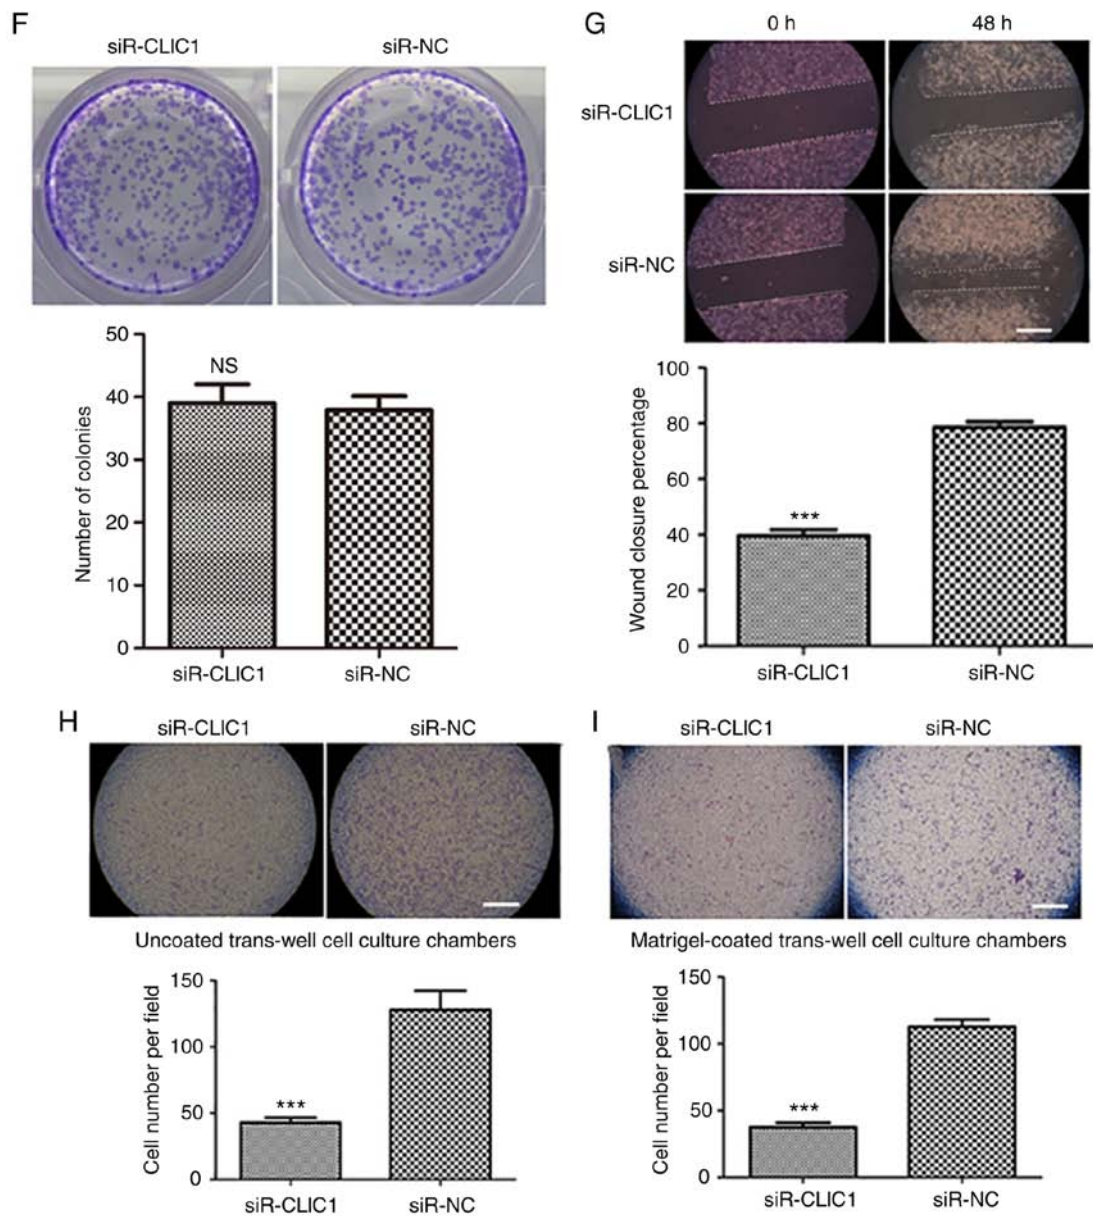 F
siR-CLIC1 siR-NC
50
40
30
20
10
0
Number of colonies
NS
siR-CLIC1 siR-NC
G
0 h 48 h
siR-CLIC1
siR-NC
100
80
60
40
20
0
Wound closure percentage
***
siR-CLIC1 siR-NC
H
siR-CLIC1 siR-NC
Uncoated trans-well cell culture chambers
150
100
50
0
Cell number per field
***
siR-CLIC1 siR-NC
I
siR-CLIC1 siR-NC
Matrigel-coated trans-well cell culture chambers
150
100
50
0
Cell number per field
***
siR-CLIC1 siR-NC